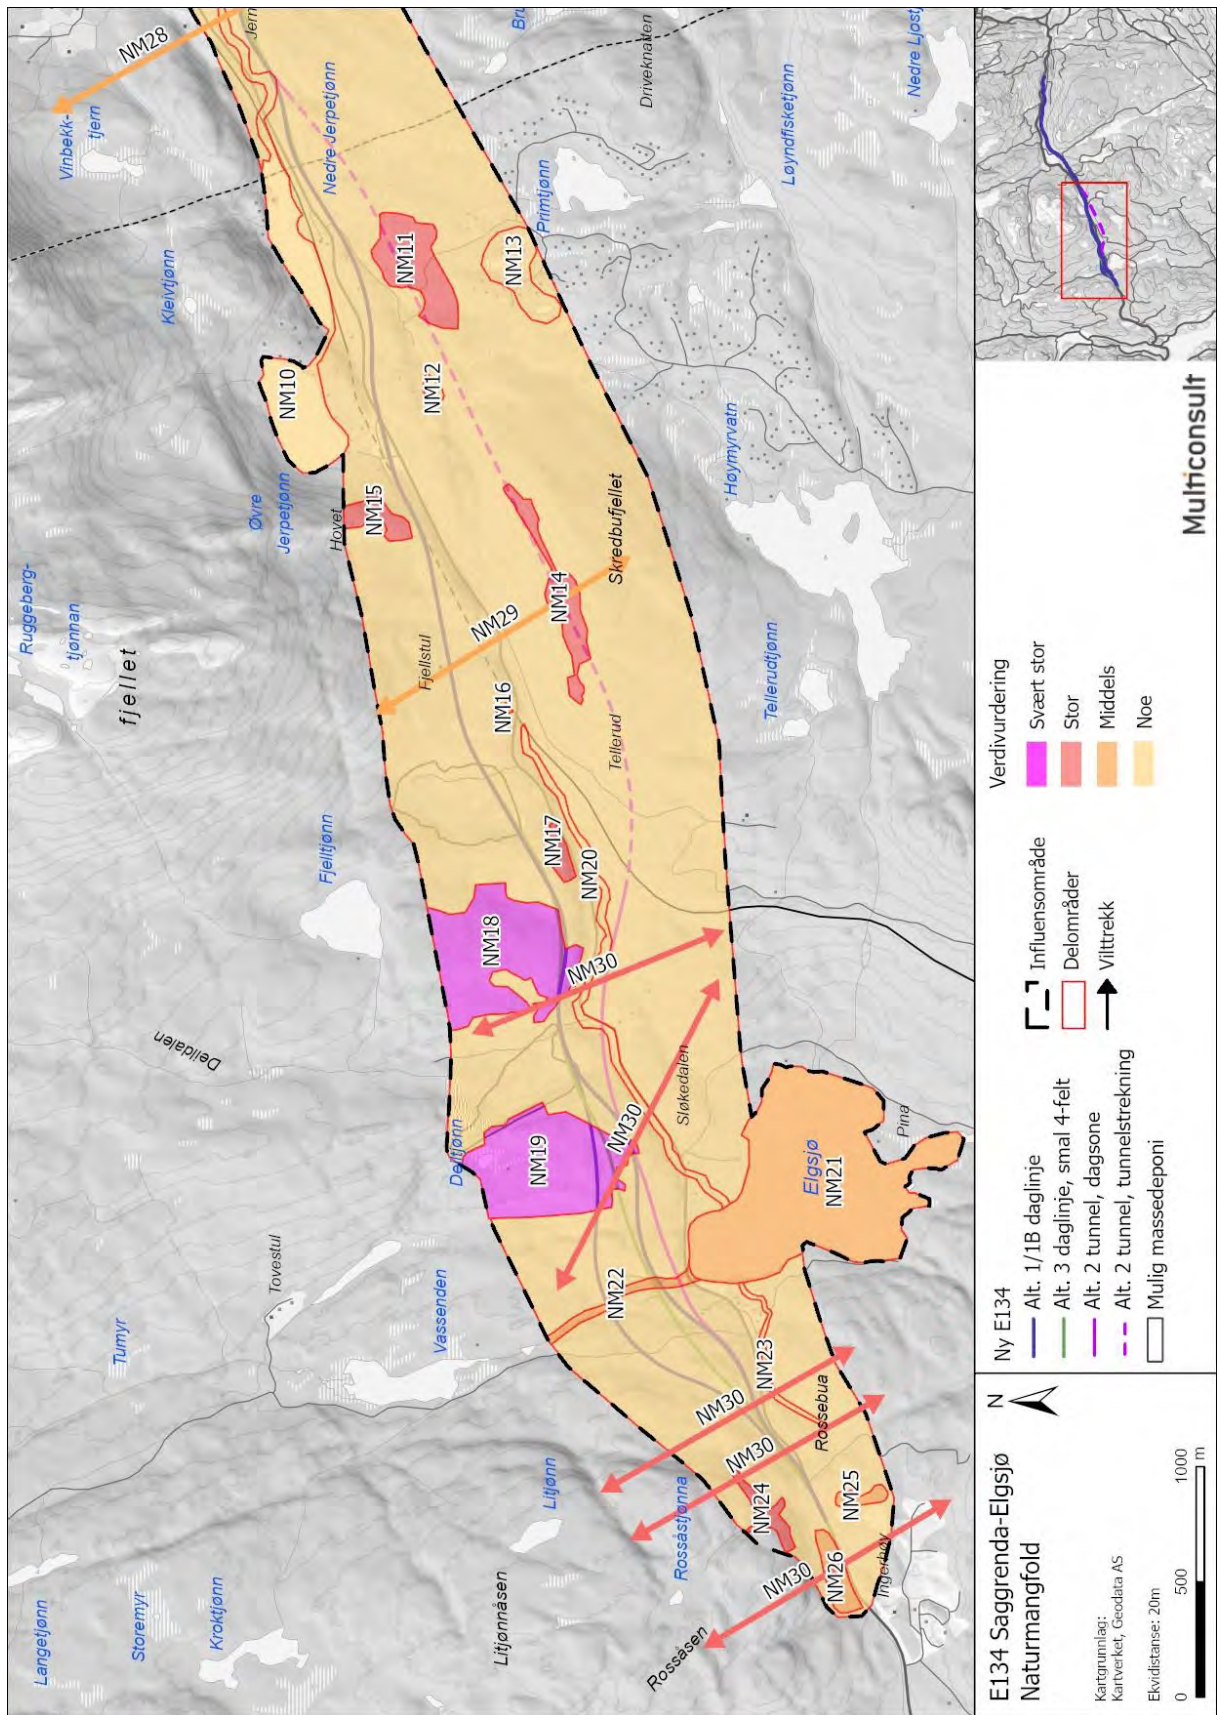 Langetjønn
Storemyr
Kroktjønn
Tumyr
Tovestul
Vassenden
Litjønn
Litjønnåsen
Rossåstjønna
Rossåsen
Deildalen
Fjelltjønn
Ruggeberg-
tjønnan
fjellet
Øvre
Jerpetjønn
Hovet
Kleivtjønn
Vinbekk-
tjern
NM28
Nedre Jerpetjønn
NM10
NM11
NM12
NM13
Primtjønn
Driveknatten
Løyndfisketjønn
NM15
NM14
NM29
Fjellstul
Skredbufjellet
Høymyrvatn
NM16
Tellerud
Tellerudtjønn
NM17
NM20
NM18
NM30
NM19
NM30
Sløkedalen
Elgsjø
NM21
Pina
NM22
NM23
NM30
NM30
Rossebua
NM24
NM25
NM26
NM30
E134 Saggrenda-Elgsjø
Naturmangfold
N
Kartgrunnlag:
Kartverket, Geodata AS
Ekvidistanse: 20m
0 500 1000
m
Ny E134
Alt. 1/1B daglinje
Alt. 3 daglinje, smal 4-felt
Alt. 2 tunnel, dagsone
Alt. 2 tunnel, tunnelstrekning
Mulig massedeponi
Influensområde
Delområder
Vilttrekk
Verdivurdering
Svært stor
Stor
Middels
Noe
Multiconsult